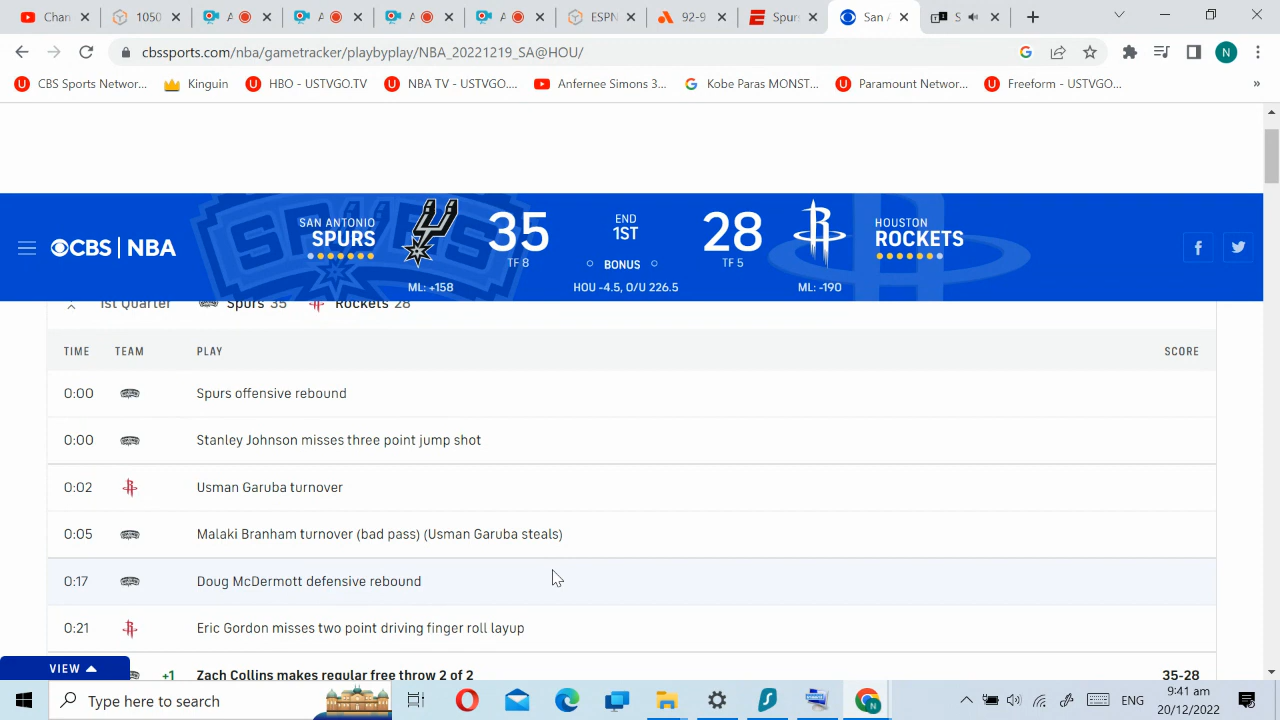 Chan
1050
ESPN
92-9
Spurs
San A
S
cbssports.com/nba/gametracker/playbyplay/NBA_20221219_SA@HOU/
N
CBS Sports Network...
Kinguin
HBO - USTVGO.TV
NBA TV - USTVGO....
Anfernee Simons 3...
Kobe Paras MONST...
Paramount Network...
Freeform - USTVGO...
»
CBS | NBA
SAN ANTONIO
SPURS
35
TF 8
END
1ST
BONUS
28
TF 5
HOUSTON
ROCKETS
ML: +158
HOU -4.5, O/U 226.5
ML: -190
1st Quarter Spurs 35 Rockets 28
TIME TEAM PLAY SCORE
0:00 Spurs offensive rebound
0:00 Stanley Johnson misses three point jump shot
0:02 Usman Garuba turnover
0:05 Malaki Branham turnover (bad pass) (Usman Garuba steals)
0:17 Doug McDermott defensive rebound
0:21 Eric Gordon misses two point driving finger roll layup
+1 Zach Collins makes regular free throw 2 of 2 35-28
VIEW
Type here to search
ENG
9:41 am
20/12/2022